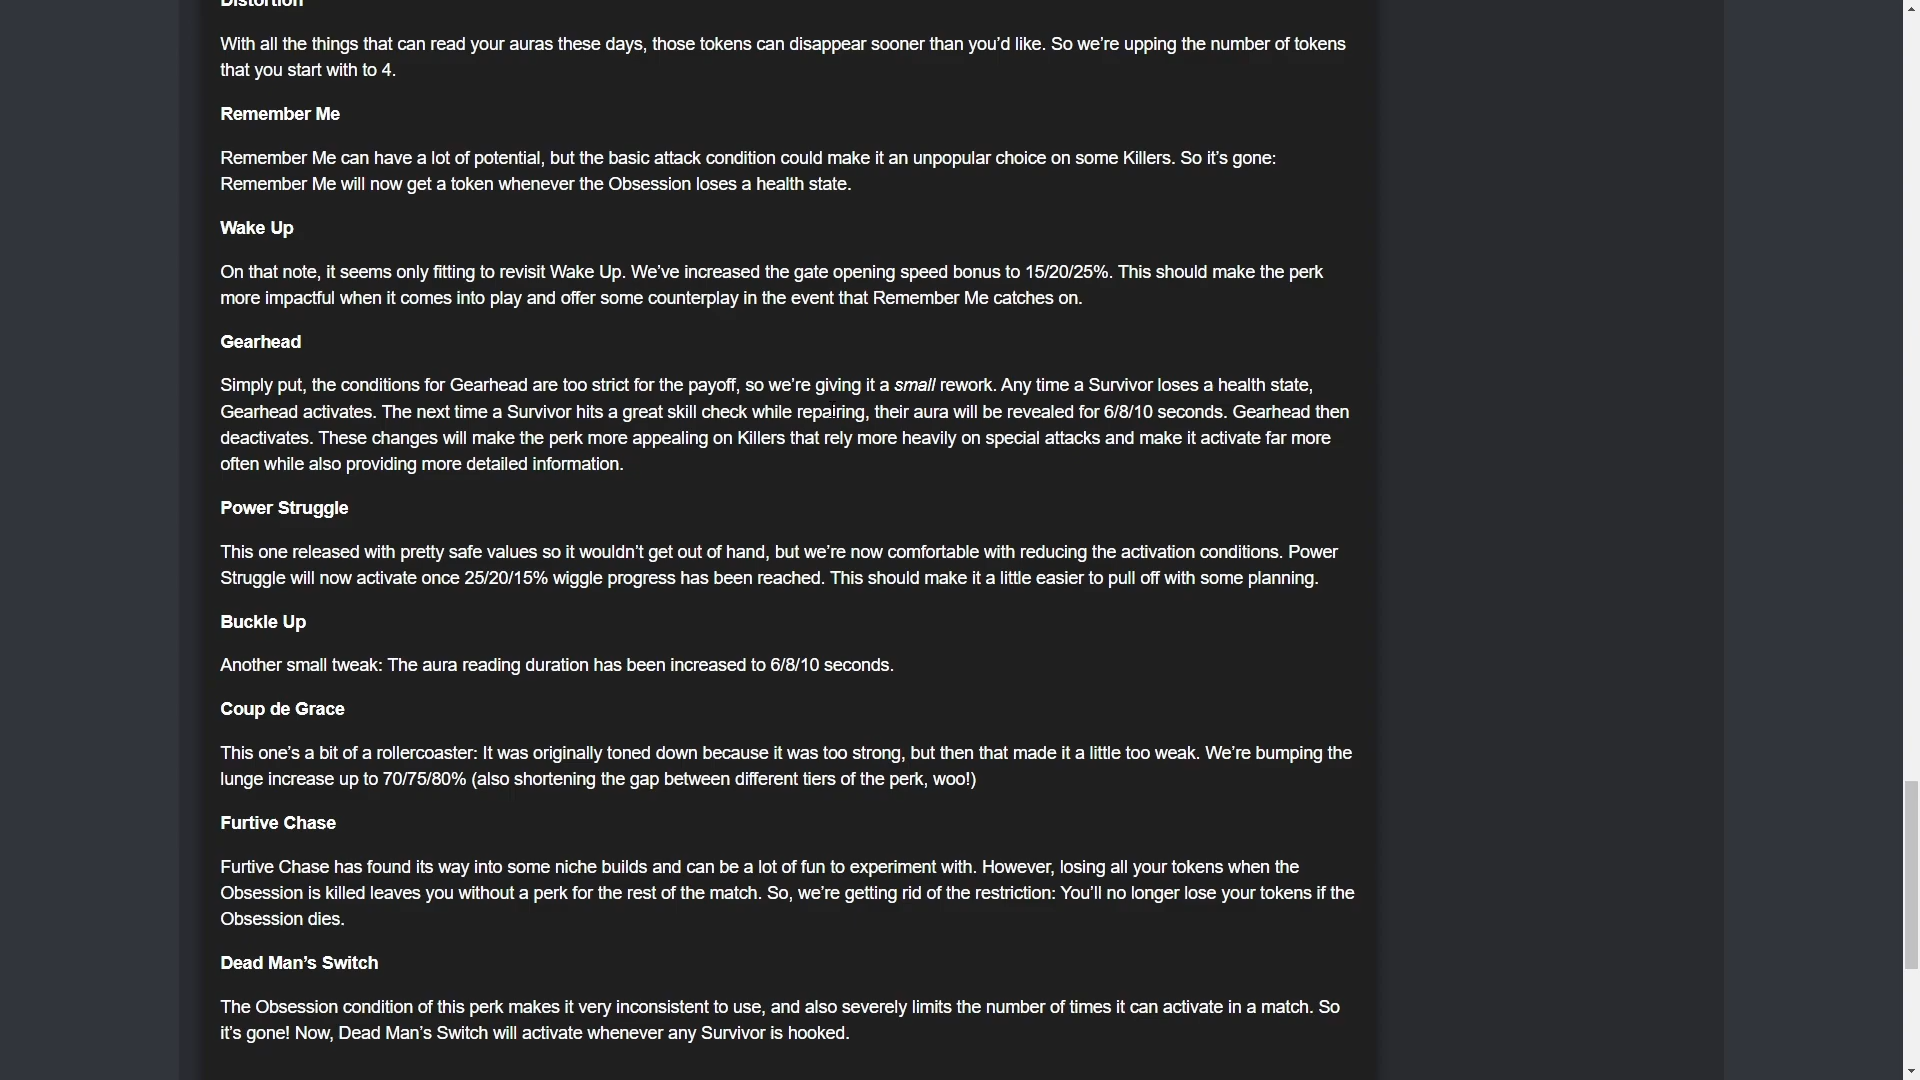 Distortion
With all the things that can read your auras these days, those tokens can disappear sooner than you'd like. So we're upping the number of tokens
that you start with to 4.
Remember Me
Remember Me can have a lot of potential, but the basic attack condition could make it an unpopular choice on some Killers. So it's gone:
Remember Me will now get a token whenever the Obsession loses a health state.
Wake Up
On that note, it seems only fitting to revisit Wake Up. We've increased the gate opening speed bonus to 15/20/25%. This should make the perk
more impactful when it comes into play and offer some counterplay in the event that Remember Me catches on.
Gearhead
Simply put, the conditions for Gearhead are too strict for the payoff, so we're giving it a small rework. Any time a Survivor loses a health state,
Gearhead activates. The next time a Survivor hits a great skill check while repairing, their aura will be revealed for 6/8/10 seconds. Gearhead then
deactivates. These changes will make the perk more appealing on Killers that rely more heavily on special attacks and make it activate far more
often while also providing more detailed information.
Power Struggle
This one released with pretty safe values so it wouldn't get out of hand, but we're now comfortable with reducing the activation conditions. Power
Struggle will now activate once 25/20/15% wiggle progress has been reached. This should make it a little easier to pull off with some planning.
Buckle Up
Another small tweak: The aura reading duration has been increased to 6/8/10 seconds.
Coup de Grace
This one's a bit of a rollercoaster: It was originally toned down because it was too strong, but then that made it a little too weak. We're bumping the
lunge increase up to 70/75/80% (also shortening the gap between different tiers of the perk, woo!)
Furtive Chase
Furtive Chase has found its way into some niche builds and can be a lot of fun to experiment with. However, losing all your tokens when the
Obsession is killed leaves you without a perk for the rest of the match. So, we're getting rid of the restriction: You'll no longer lose your tokens if the
Obsession dies.
Dead Man's Switch
The Obsession condition of this perk makes it very inconsistent to use, and also severely limits the number of times it can activate in a match. So
it's gone! Now, Dead Man's Switch will activate whenever any Survivor is hooked.